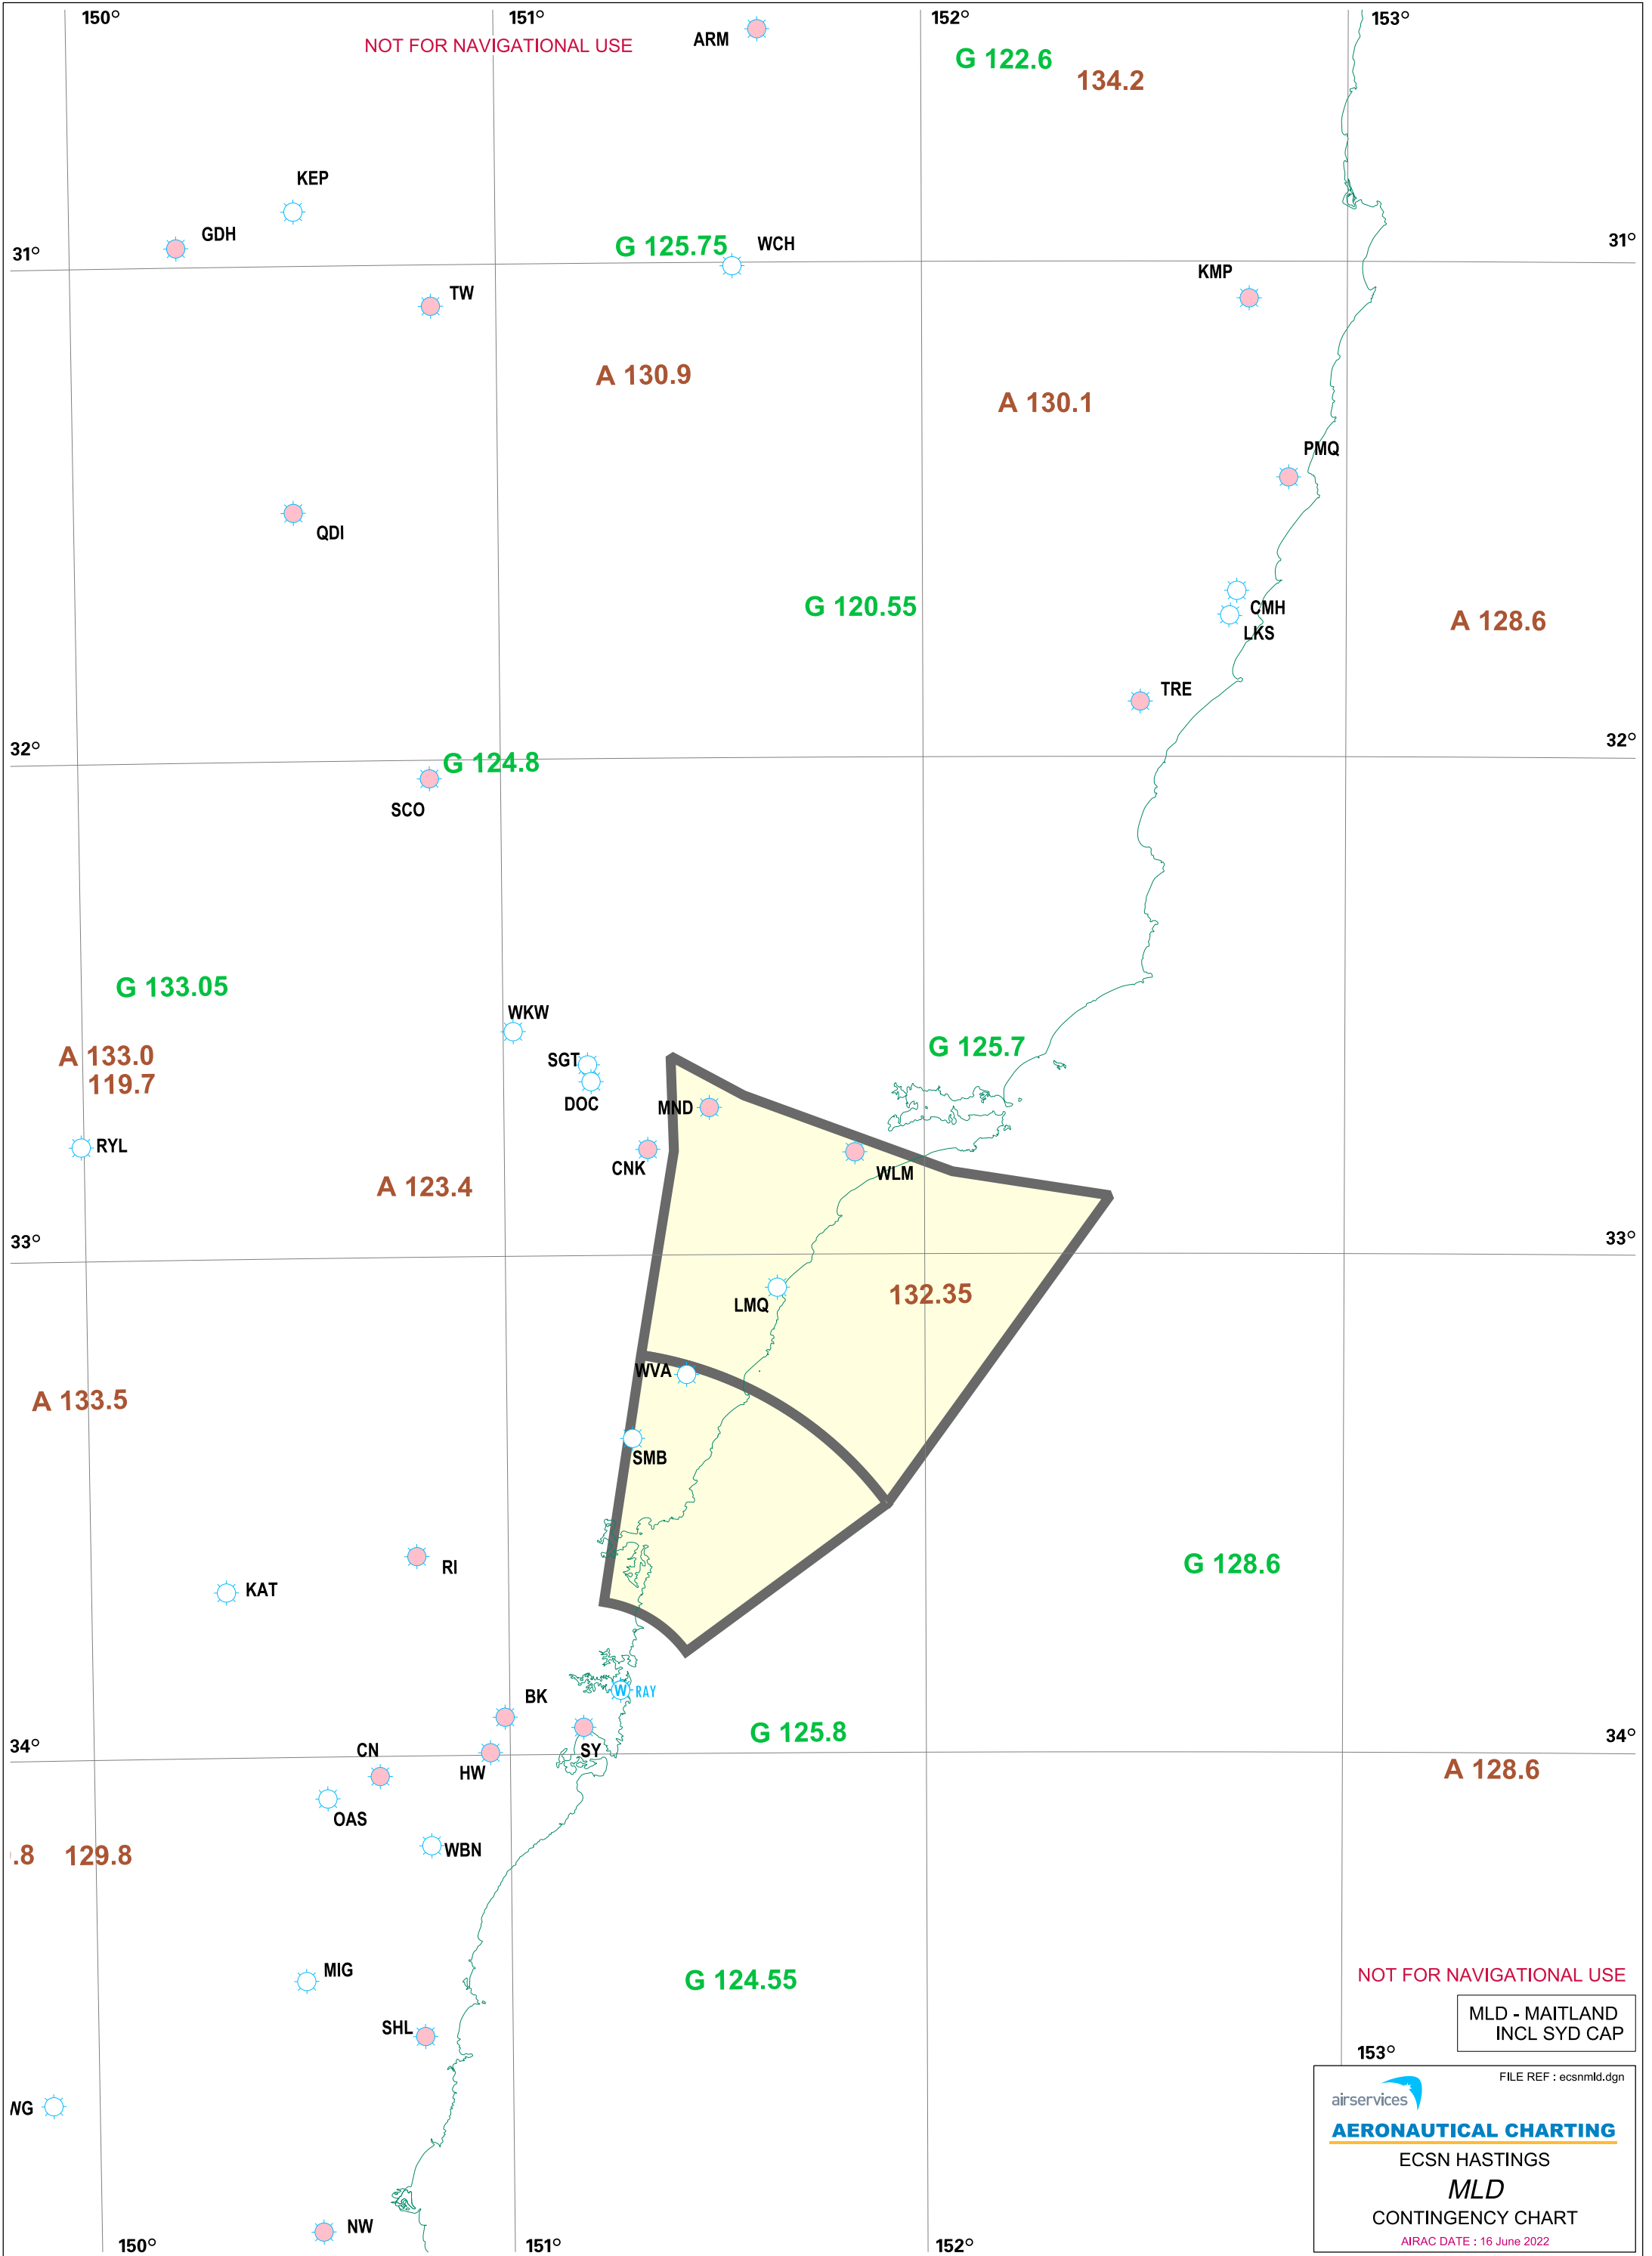 150°
151°
152°
153°
NOT FOR NAVIGATIONAL USE
ARM
G 122.6
134.2
KEP
GDH
G 125.75
WCH
31°
31°
KMP
TW
A 130.9
A 130.1
PMQ
QDI
G 120.55
CMH
A 128.6
LKS
TRE
32°
32°
G 124.8
SCO
G 133.05
WKW
G 125.7
A 133.0
SGT
119.7
DOC
MND
RYL
CNK
WLM
A 123.4
33°
33°
132.35
LMQ
WVA
A 133.5
SMB
G 128.6
RI
KAT
W RAY
BK
G 125.8
34°
34°
CN
SY
HW
A 128.6
OAS
WBN
.8 129.8
MIG
G 124.55
NOT FOR NAVIGATIONAL USE
MLD - MAITLAND
INCL SYD CAP
SHL
153°
FILE REF : ecsnmld.dgn
airservices
WG
AERONAUTICAL CHARTING
ECSN HASTINGS
MLD
CONTINGENCY CHART
AIRAC DATE : 16 June 2022
NW
150°
151°
152°